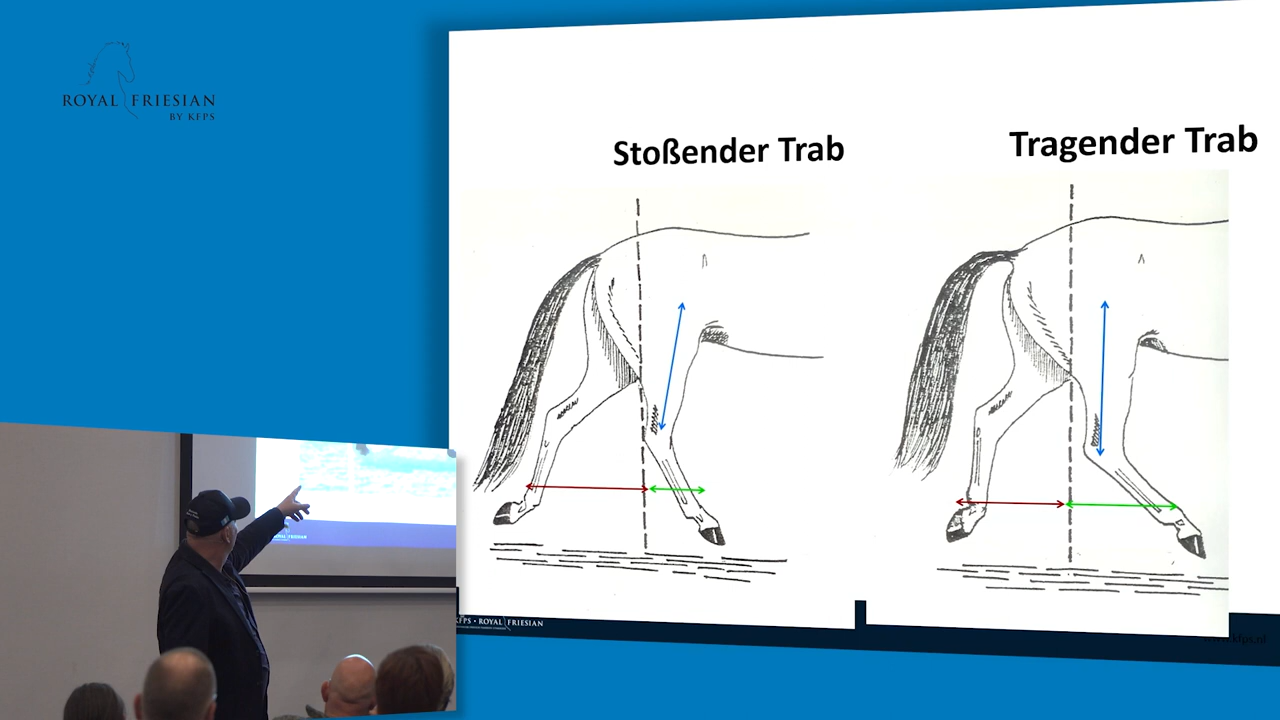 ROYAL FRIESIAN
BY KFPS
Stoßender Trab
Tragender Trab
KFPS · ROYAL FRIESIAN
kfps.nl